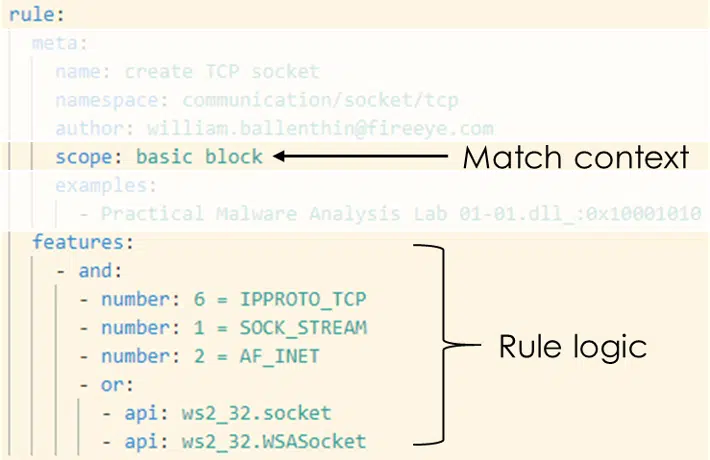 rule:
meta:
name: create TCP socket
namespace: communication/socket/tcp
author: william.ballenthin@fireeye.com
scope: basic block
Match context
examples:
- Practical Malware Analysis Lab 01-01.dll_:0x10001010
features:
- and:
- number: 6 = IPPROTO_TCP
- number: 1 = SOCK_STREAM
- number: 2 = AF_INET
- or:
- api: ws2_32.socket
- api: ws2_32.WSASocket
Rule logic